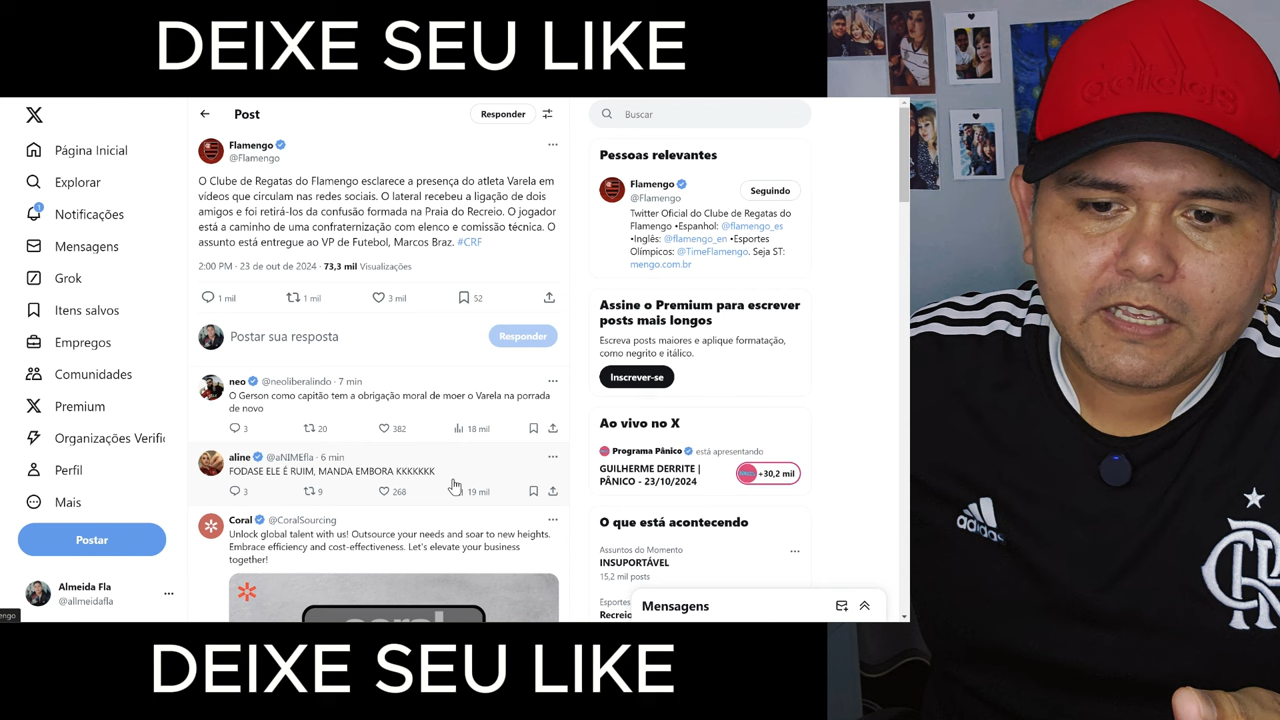 DEIXE SEU LIKE
Post
Responder
Buscar
Página Inicial
Explorar
Notificações
1
Mensagens
Grok
Itens salvos
Empregos
Comunidades
Premium
Organizações Verific
Perfil
Mais
Postar
Almeida Fla
@allmeidafla
engo
Flamengo
@Flamengo
O Clube de Regatas do Flamengo esclarece a presença do atleta Varela em
vídeos que circulam nas redes sociais. O lateral recebeu a ligação de dois
amigos e foi retirá-los da confusão formada na Praia do Recreio. O jogador
está a caminho de uma confraternização com elenco e comissão técnica. O
assunto está entregue ao VP de Futebol, Marcos Braz. #CRF
2:00 PM · 23 de out de 2024 · 73,3 mil Visualizações
1 mil 1 mil 3 mil 52
Postar sua resposta
Responder
neo @neoliberalindo · 7 min
O Gerson como capitão tem a obrigação moral de moer o Varela na porrada
de novo
3 20 382 18 mil
aline @aNIMEfla · 6 min
FODASE ELE É RUIM, MANDA EMBORA KKKKKKK
3 9 268 19 mil
Coral @CoralSourcing
Unlock global talent with us! Outsource your needs and soar to new heights.
Embrace efficiency and cost-effectiveness. Let's elevate your business
together!
coral
Pessoas relevantes
Flamengo
@Flamengo
Seguindo
Twitter Oficial do Clube de Regatas do
Flamengo •Espanhol: @flamengo_es
•Inglês: @flamengo_en •Esportes
Olímpicos: @TimeFlamengo. Seja ST:
mengo.com.br
Assine o Premium para escrever
posts mais longos
Escreva posts maiores e aplique formatação,
como negrito e itálico.
Inscrever-se
Ao vivo no X
Programa Pânico está apresentando
GUILHERME DERRITE |
PÂNICO - 23/10/2024
+30,2 mil
O que está acontecendo
Assuntos do Momento
INSUPORTÁVEL
15,2 mil posts
Esportes
Recreio
Mensagens
DEIXE SEU LIKE
adidas
adidas
CR